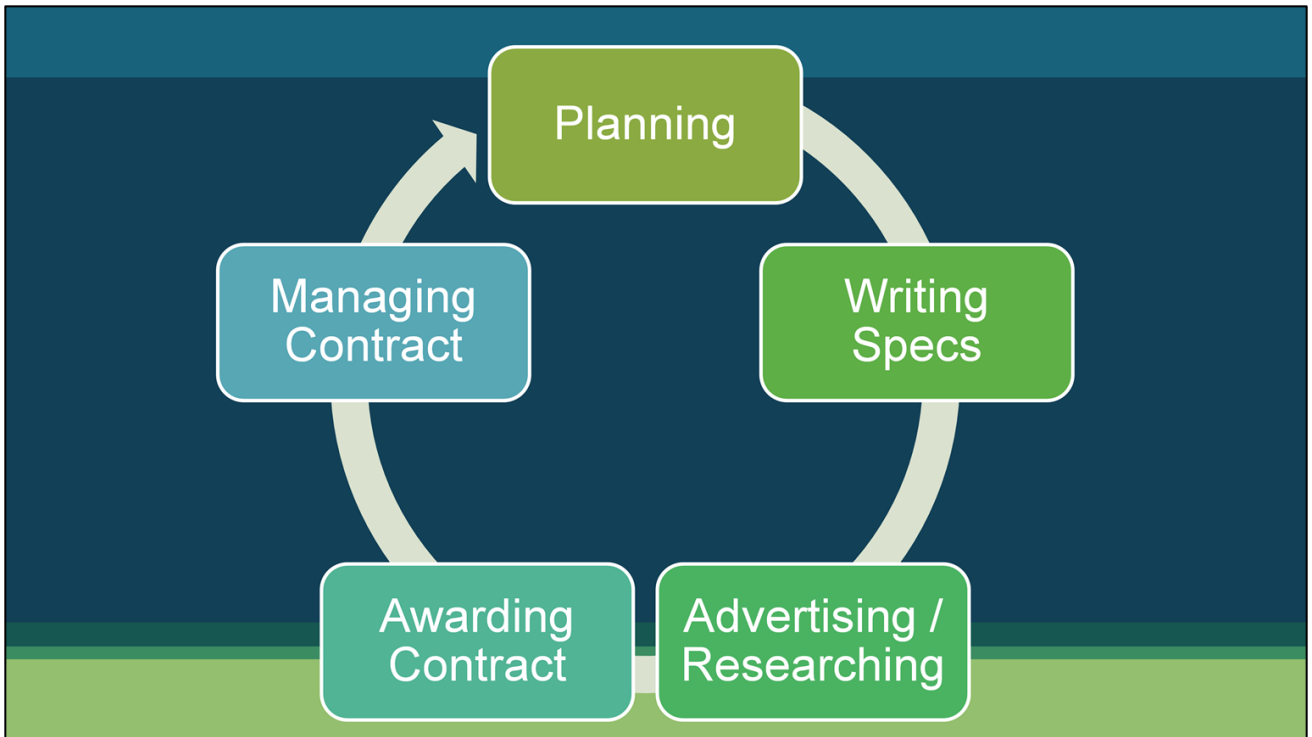 Planning
Writing
Specs
Advertising /
Researching
Awarding
Contract
Managing
Contract